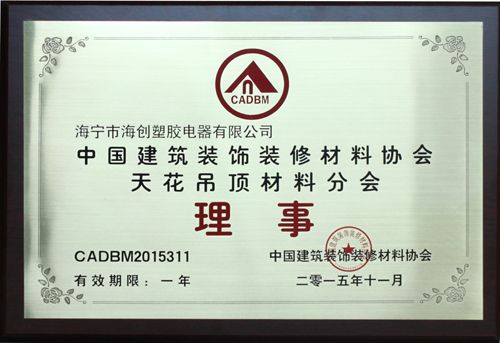 CADBM
海宁市海创塑胶电器有限公司
中国建筑装饰装修材料协会
天花吊顶材料分会
理事
CADBM2015311
中国建筑装饰装修材料协会
有效期限：一年
二零一五年十一月